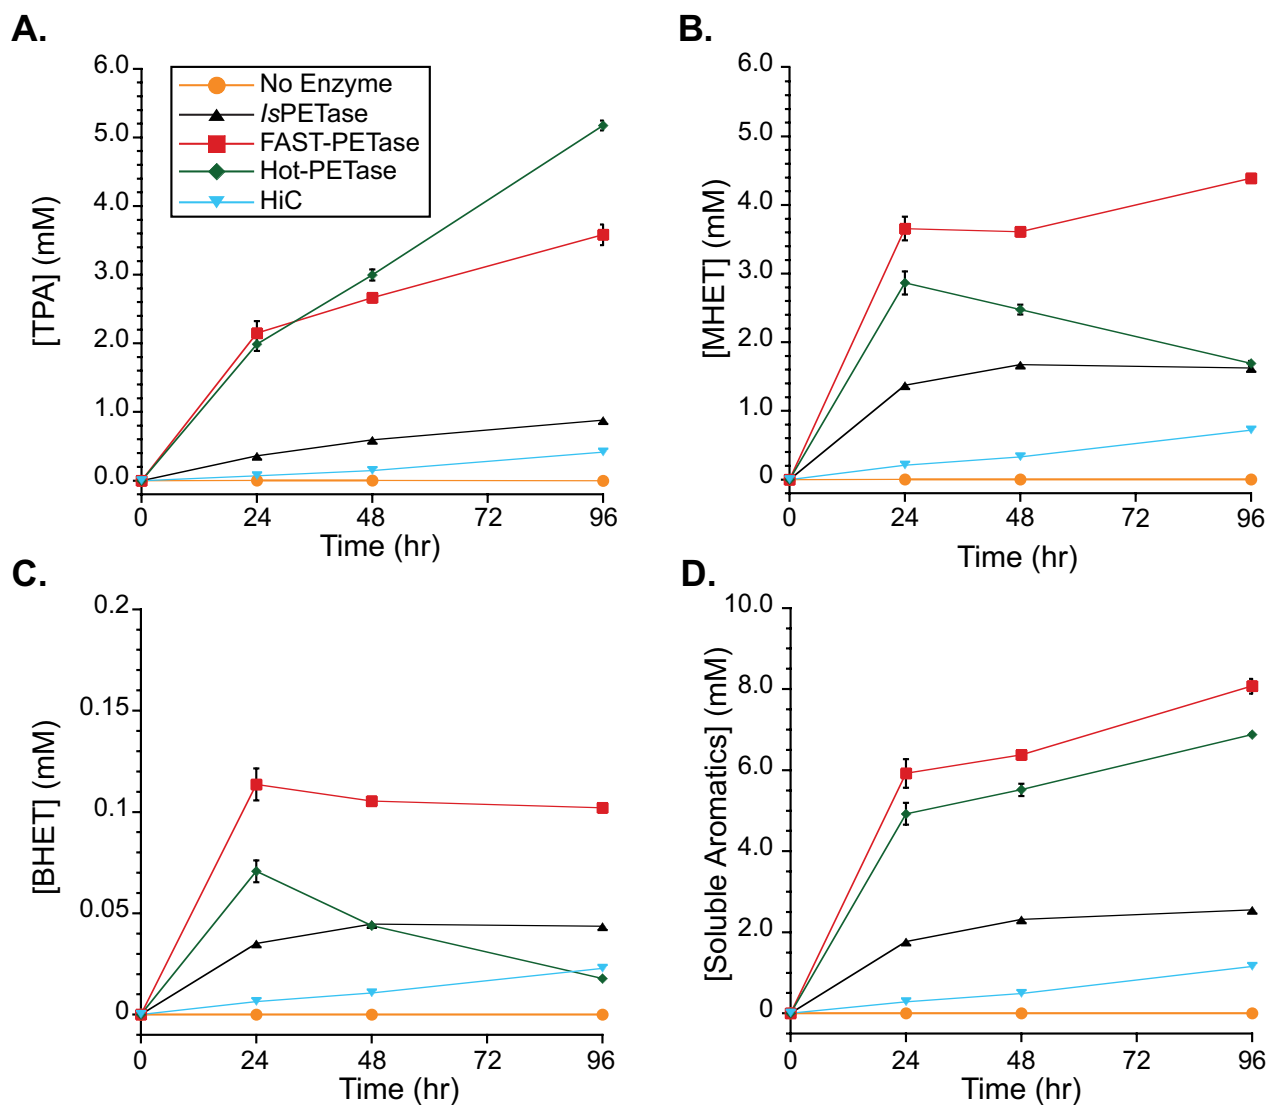 A.
[TPA] (mM)
6.0
5.0
4.0
3.0
2.0
1.0
0.0
No Enzyme
IsPETase
FAST-PETase
Hot-PETase
HiC
0 24 48 72 96
Time (hr)
B.
[MHET] (mM)
6.0
5.0
4.0
3.0
2.0
1.0
0
0 24 48 72 96
Time (hr)
C.
[BHET] (mM)
0.2
0.15
0.1
0.05
0
0 24 48 72 96
Time (hr)
D.
[Soluble Aromatics] (mM)
10.0
8.0
6.0
4.0
2.0
0
0 24 48 72 96
Time (hr)